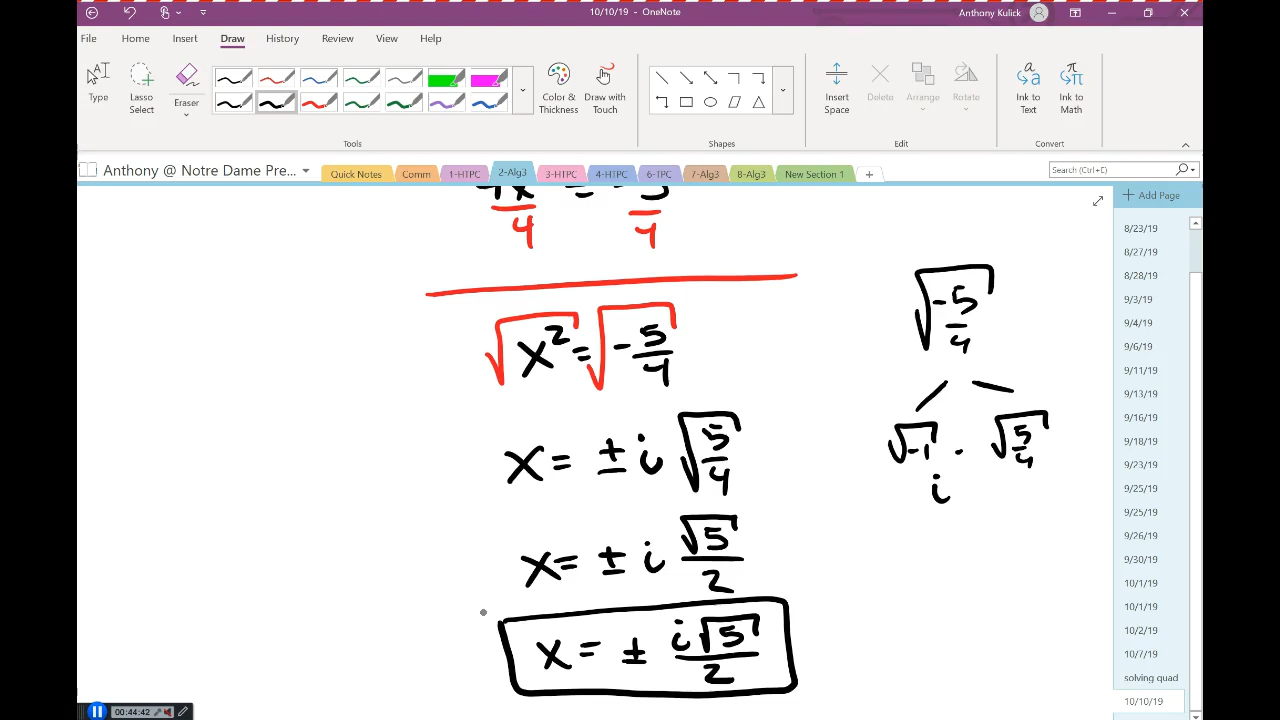 10/10/19 - OneNote
Anthony Kulick
File Home Insert Draw History Review View Help
Type
Lasso Select
Eraser
Color & Thickness
Draw with Touch
Insert Space
Delete
Arrange
Rotate
Ink to Text
Ink to Math
Tools
Shapes
Edit
Convert
Anthony @ Notre Dame Pre...
Quick Notes Comm 1-HTPC 2-Alg3 3-HTPC 4-HTPC 6-TPC 7-Alg3 8-Alg3 New Section 1 +
Search (Ctrl+E)
+ Add Page
8/23/19
8/27/19
8/28/19
9/3/19
9/4/19
9/6/19
9/11/19
9/13/19
9/16/19
9/18/19
9/23/19
9/25/19
9/25/19
9/26/19
9/30/19
10/1/19
10/1/19
10/2/19
10/7/19
solving quad
10/10/19
/4 /4
√x² = √-5/4
x = ± i √5/4
x = ± i √5/2
x = ± i√5/2
√-5/4
√-1 · √5/4
i
00:44:42